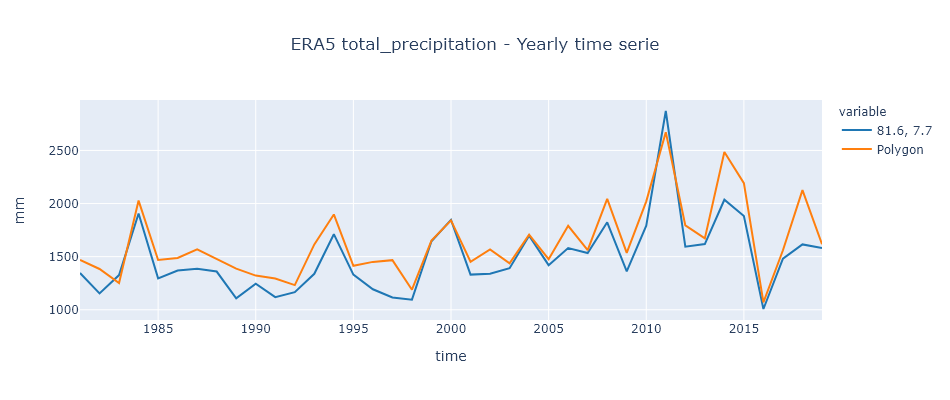 ERA5 total_precipitation - Yearly time serie
variable
81.6, 7.7
Polygon
mm
2500
2000
1500
1000
1985 1990 1995 2000 2005 2010 2015
time